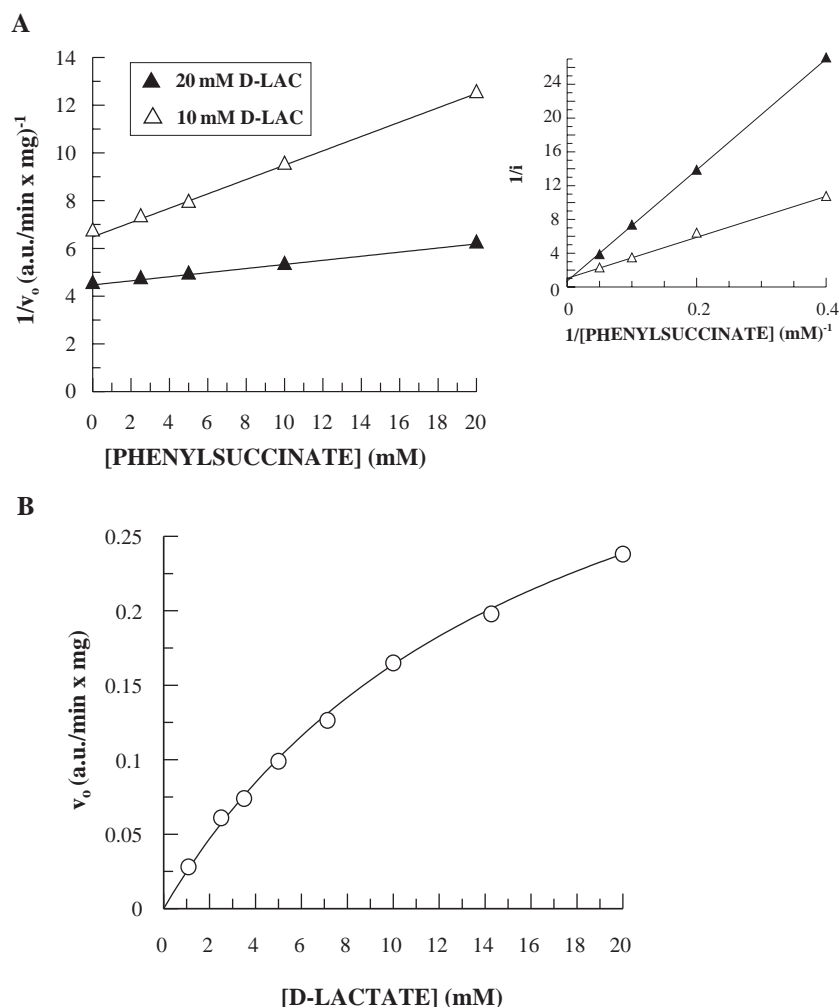 A
14
12
10
8
6
4
2
0
1/vₒ (a.u./min x mg)⁻¹
▲ 20 mM D-LAC
△ 10 mM D-LAC
0 2 4 6 8 10 12 14 16 18 20
[PHENYLSUCCINATE] (mM)
24
20
16
12
8
4
0
1/i
0 0.2 0.4
1/[PHENYLSUCCINATE] (mM)⁻¹
B
0.25
0.2
0.15
0.1
0.05
0
vₒ (a.u./min x mg)
0 2 4 6 8 10 12 14 16 18 20
[D-LACTATE] (mM)